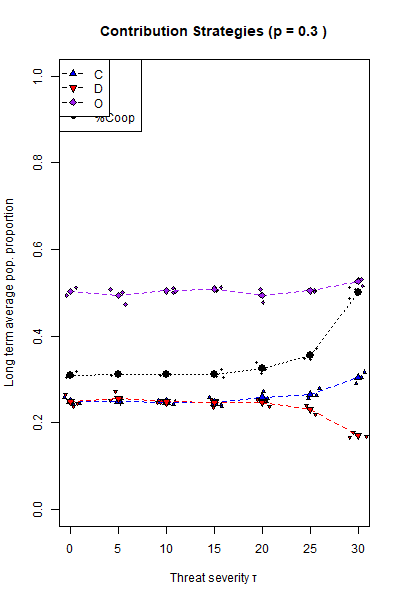 Contribution Strategies (p = 0.3 )
C
D
O
%Coop
Long term average pop. proportion
1.0
0.8
0.6
0.4
0.2
0.0
0 5 10 15 20 25 30
Threat severity τ